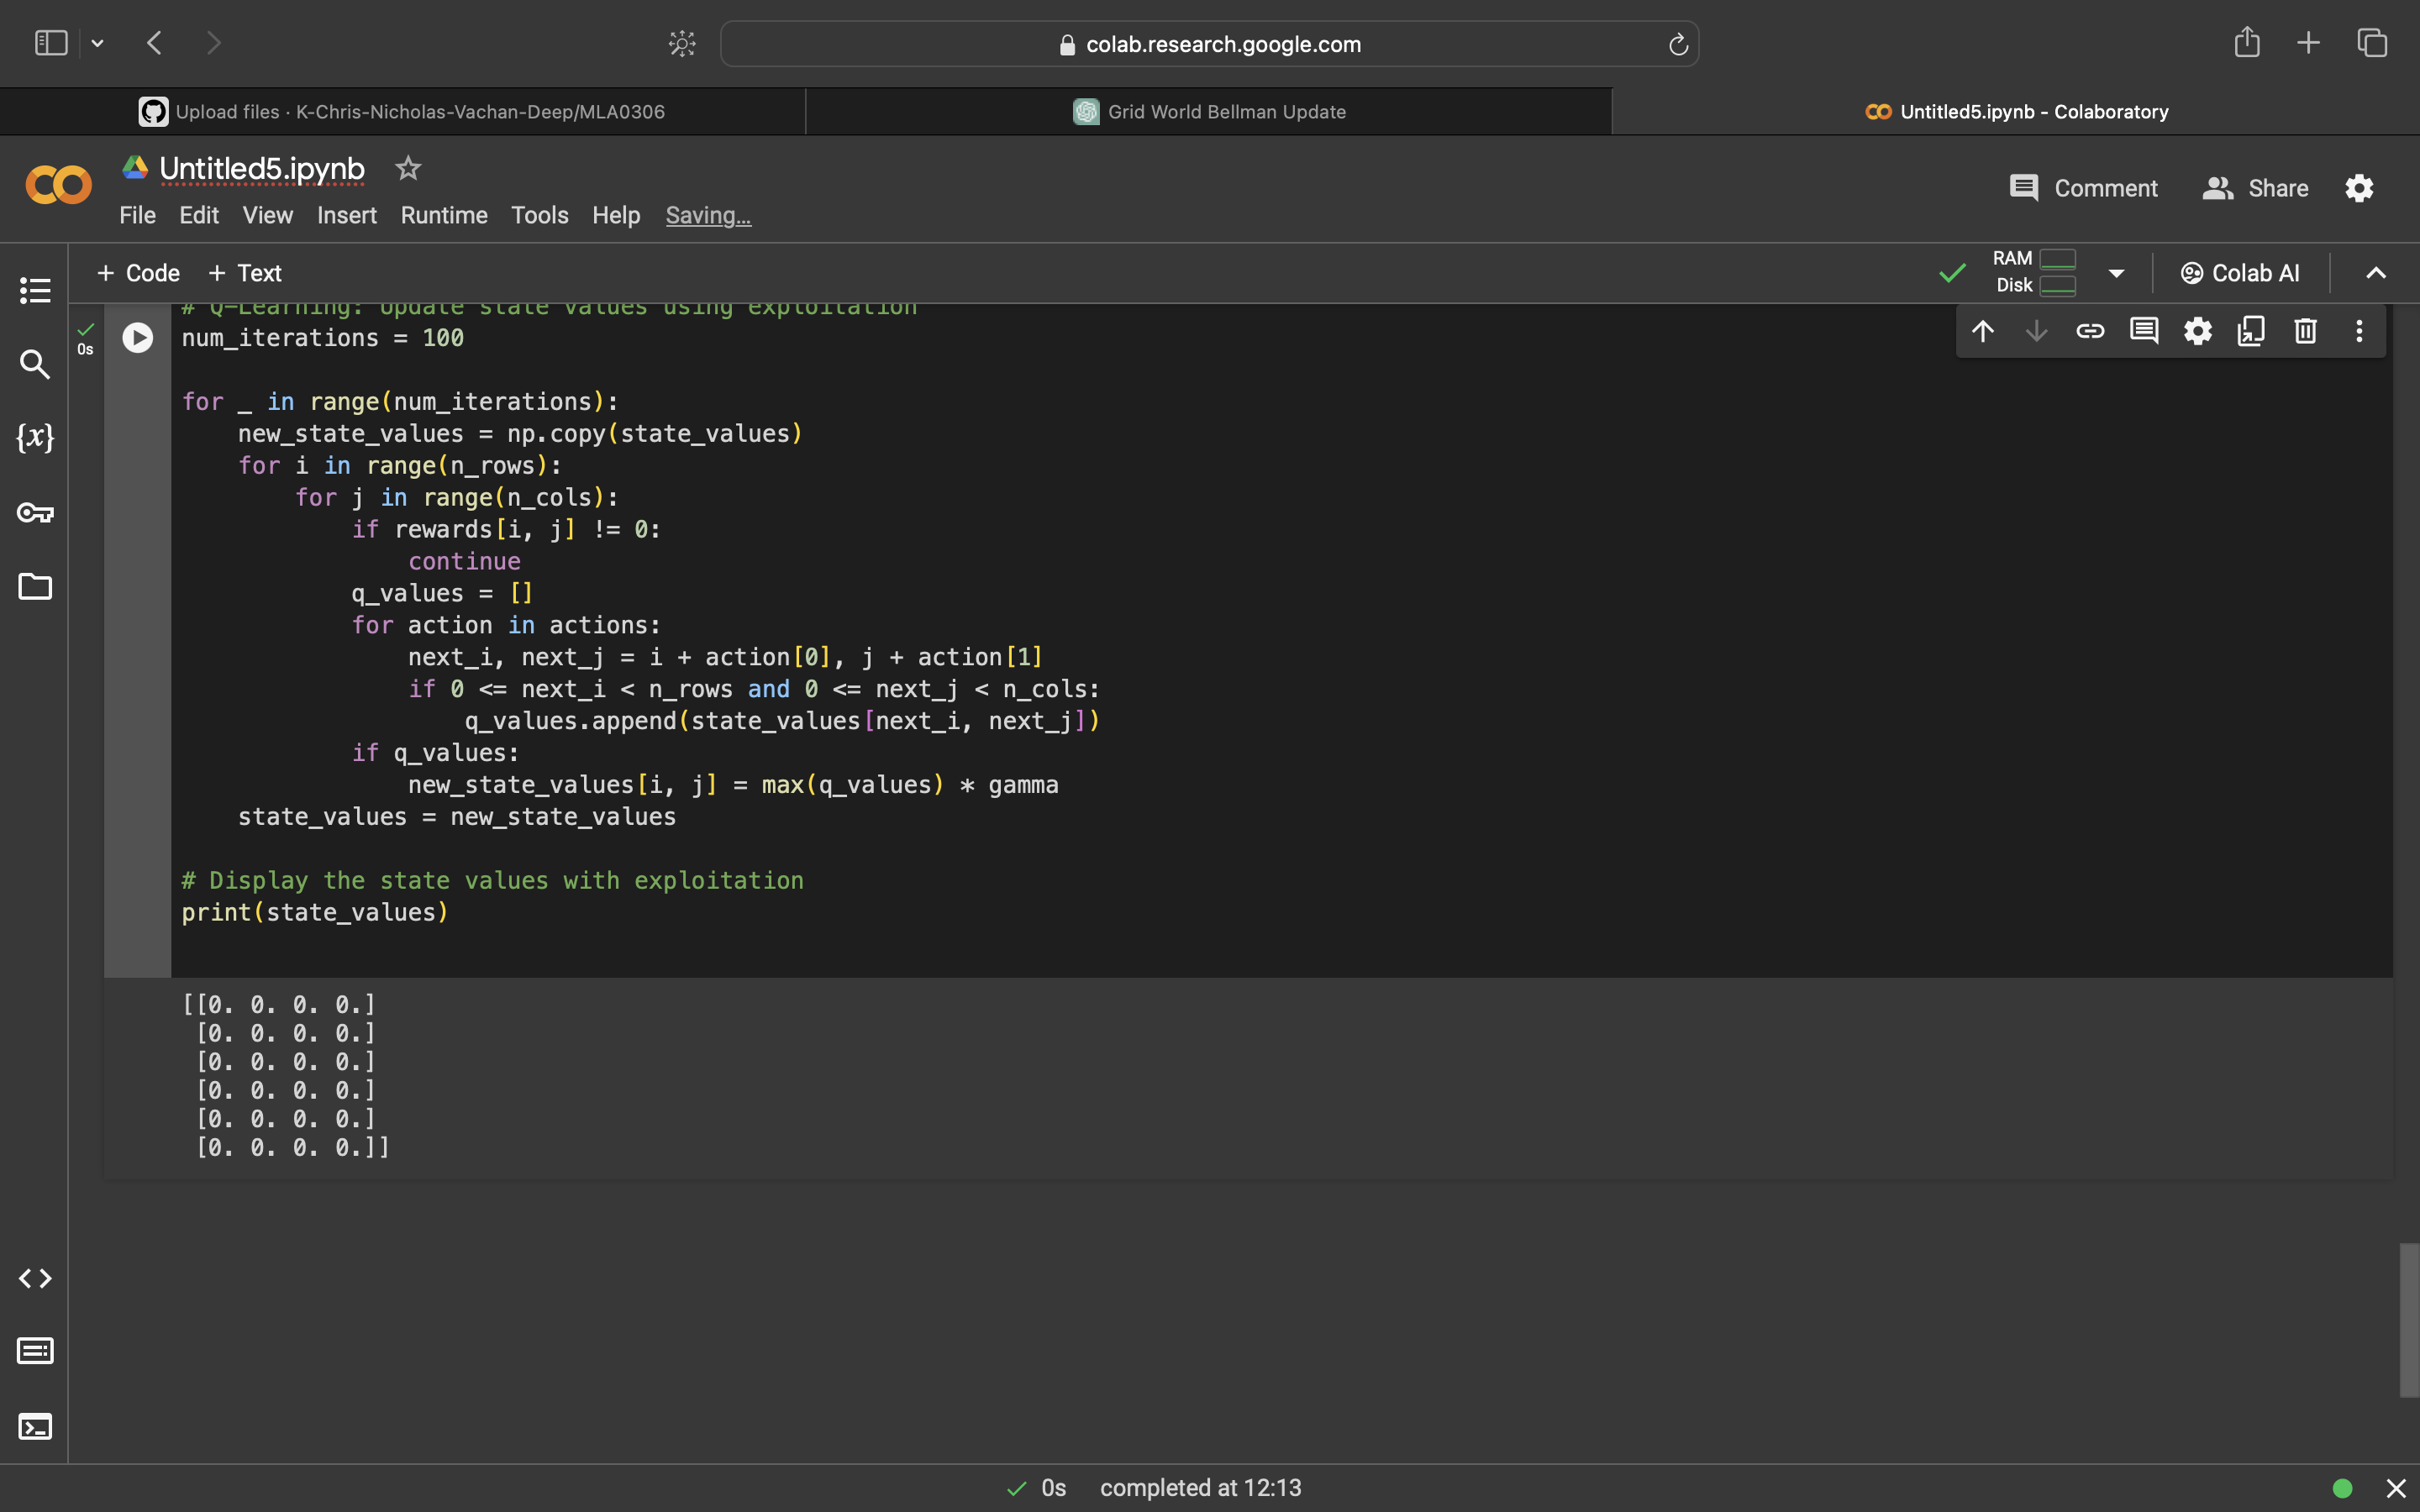 colab.research.google.com
Upload files · K-Chris-Nicholas-Vachan-Deep/MLA0306
Grid World Bellman Update
Untitled5.ipynb - Colaboratory
Untitled5.ipynb
Comment
Share
File Edit View Insert Runtime Tools Help Saving...
+ Code + Text
RAM
Disk
Colab AI
# Q-Learning: Update state values using exploitation
0s
num_iterations = 100
for _ in range(num_iterations):
    new_state_values = np.copy(state_values)
    for i in range(n_rows):
        for j in range(n_cols):
            if rewards[i, j] != 0:
                continue
            q_values = []
            for action in actions:
                next_i, next_j = i + action[0], j + action[1]
                if 0 <= next_i < n_rows and 0 <= next_j < n_cols:
                    q_values.append(state_values[next_i, next_j])
            if q_values:
                new_state_values[i, j] = max(q_values) * gamma
    state_values = new_state_values
# Display the state values with exploitation
print(state_values)
[[0. 0. 0. 0.]
 [0. 0. 0. 0.]
 [0. 0. 0. 0.]
 [0. 0. 0. 0.]
 [0. 0. 0. 0.]
 [0. 0. 0. 0.]]
0s completed at 12:13